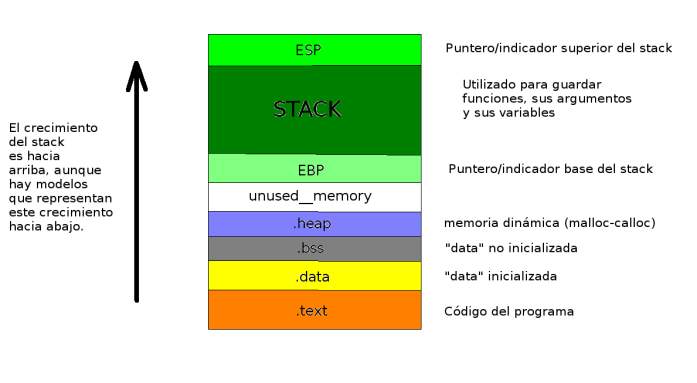 ESP
Puntero/indicador superior del stack
STACK
Utilizado para guardar
funciones, sus argumentos
y sus variables
El crecimiento
del stack
es hacia
arriba, aunque
hay modelos
que representan
este crecimiento
hacia abajo.
EBP
Puntero/indicador base del stack
unused__memory
.heap
memoria dinámica (malloc-calloc)
.bss
"data" no inicializada
.data
"data" inicializada
.text
Código del programa